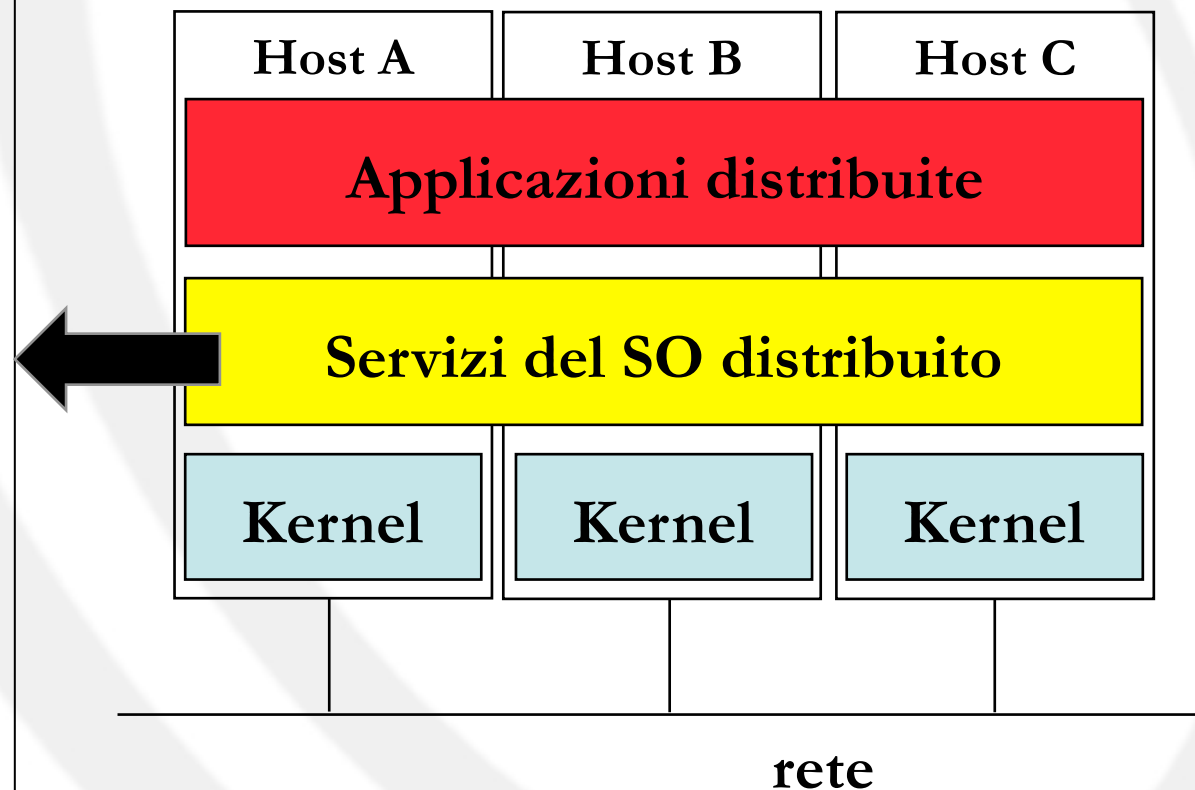 Host A
Host B
Host C
Applicazioni distribuite
Servizi del SO distribuito
Kernel
Kernel
Kernel
rete